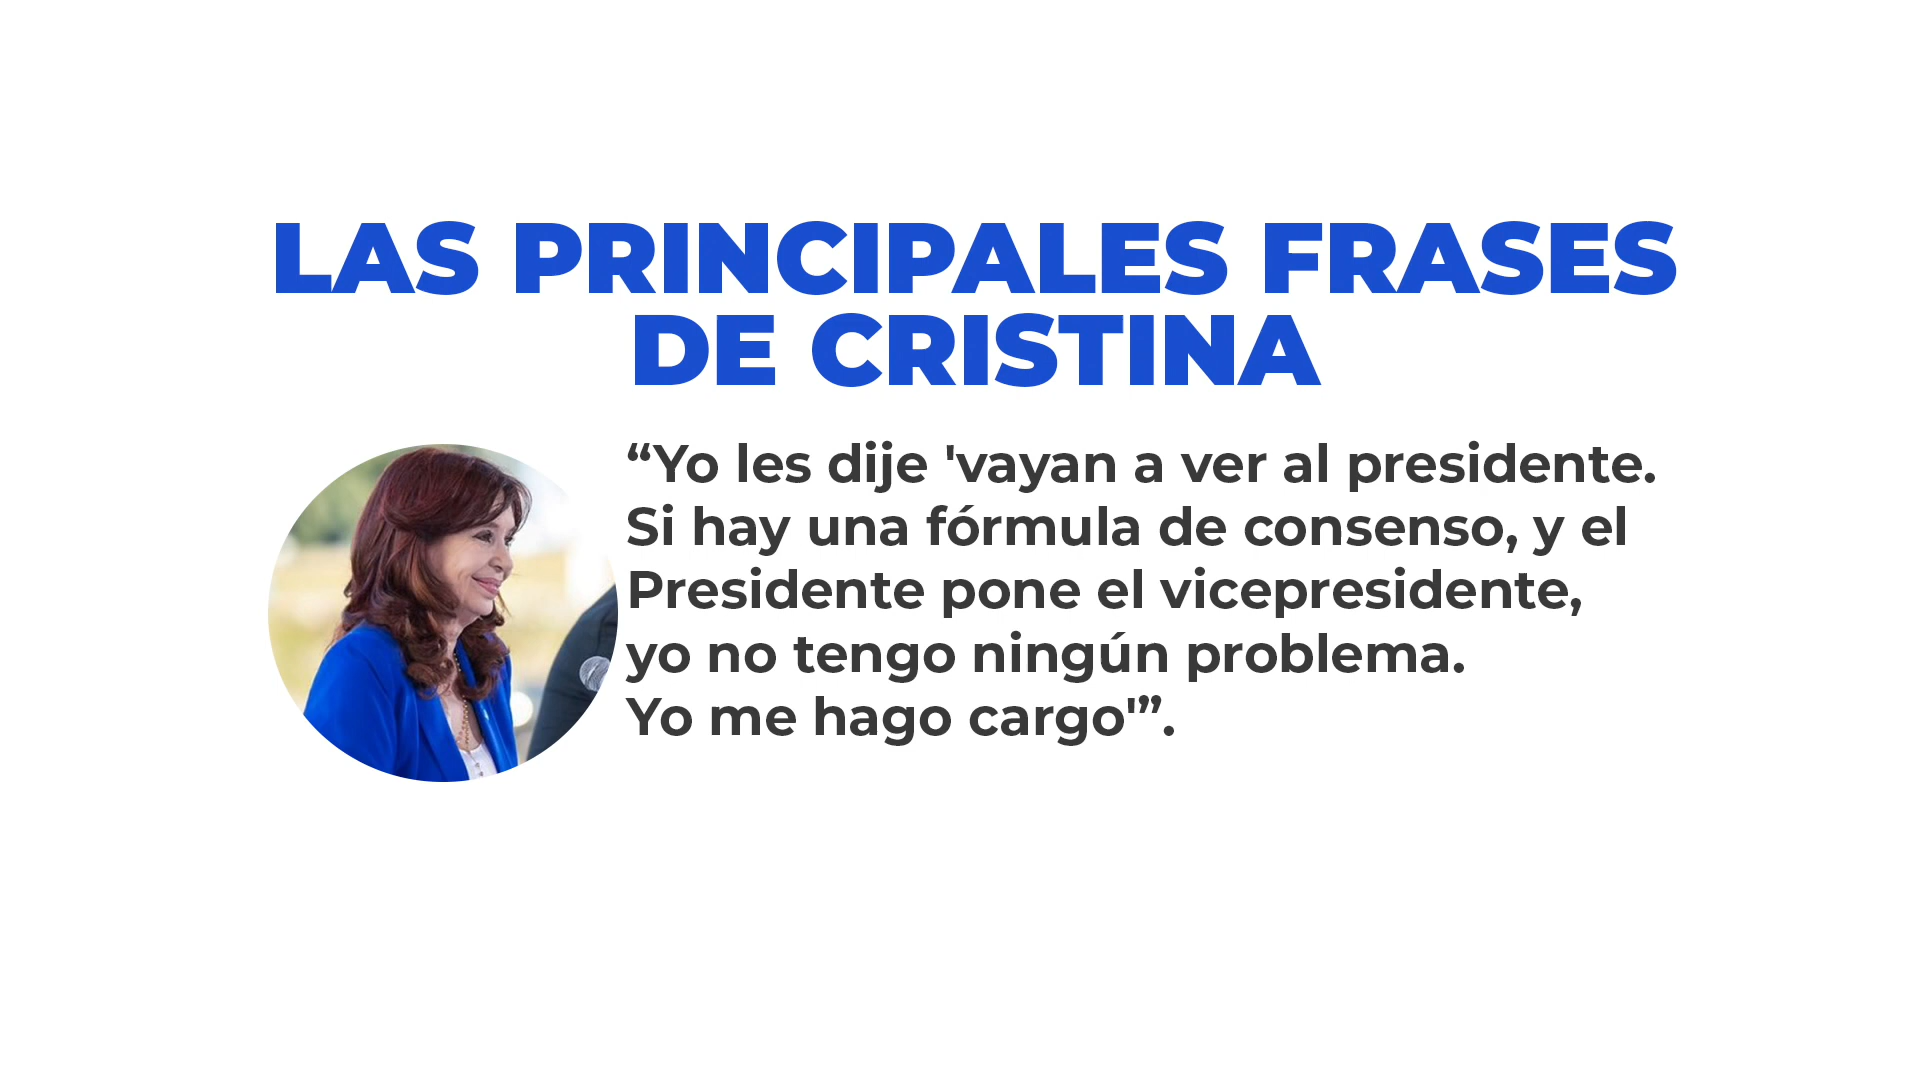 LAS PRINCIPALES FRASES
DE CRISTINA
“Yo les dije 'vayan a ver al presidente.
Si hay una fórmula de consenso, y el
Presidente pone el vicepresidente,
yo no tengo ningún problema.
Yo me hago cargo'”.